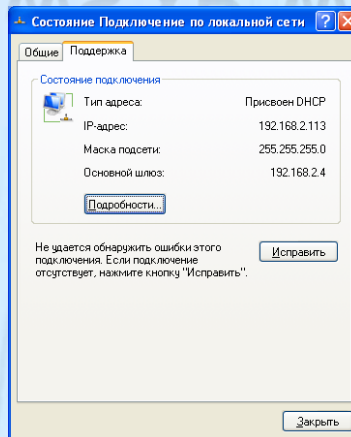 Состояние Подключение по локальной сети
Общие Поддержка
Состояние подключения
Тип адреса: Присвоен DHCP
IP-адрес: 192.168.2.113
Маска подсети: 255.255.255.0
Основной шлюз: 192.168.2.4
Подробности...
Не удается обнаружить ошибки этого
подключения. Если подключение
отсутствует, нажмите кнопку "Исправить".
Исправить
Закрыть